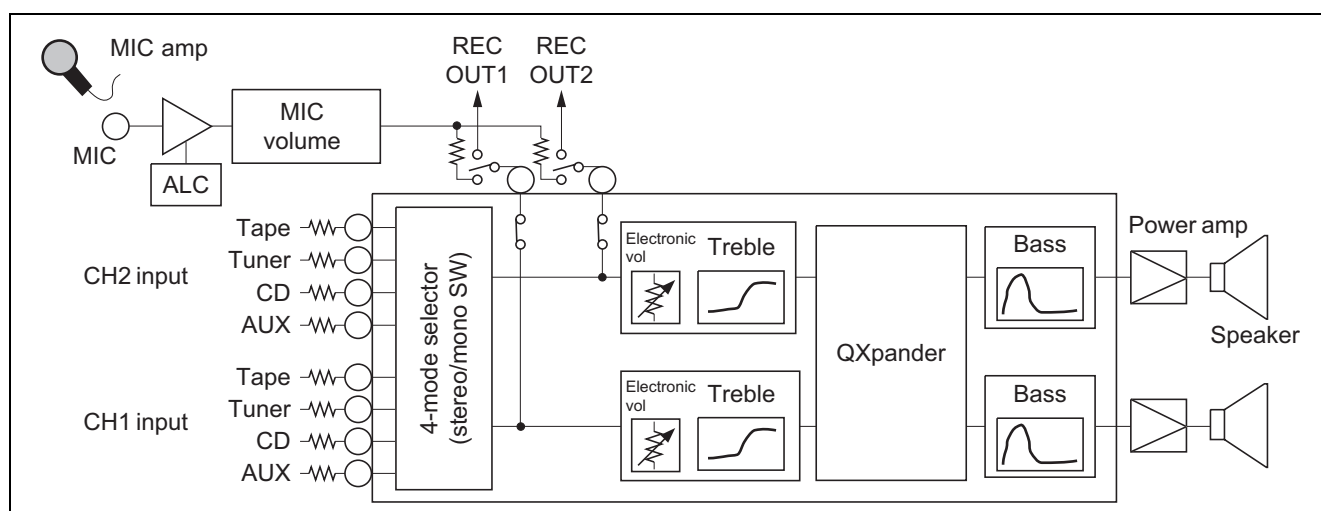 MIC amp
MIC
ALC
MIC
volume
REC
OUT1
REC
OUT2
CH2 input
Tape
Tuner
CD
AUX
CH1 input
Tape
Tuner
CD
AUX
4-mode selector
(stereo/mono SW)
Electronic
vol
Treble
Electronic
vol
Treble
QXpander
Bass
Bass
Power amp
Speaker